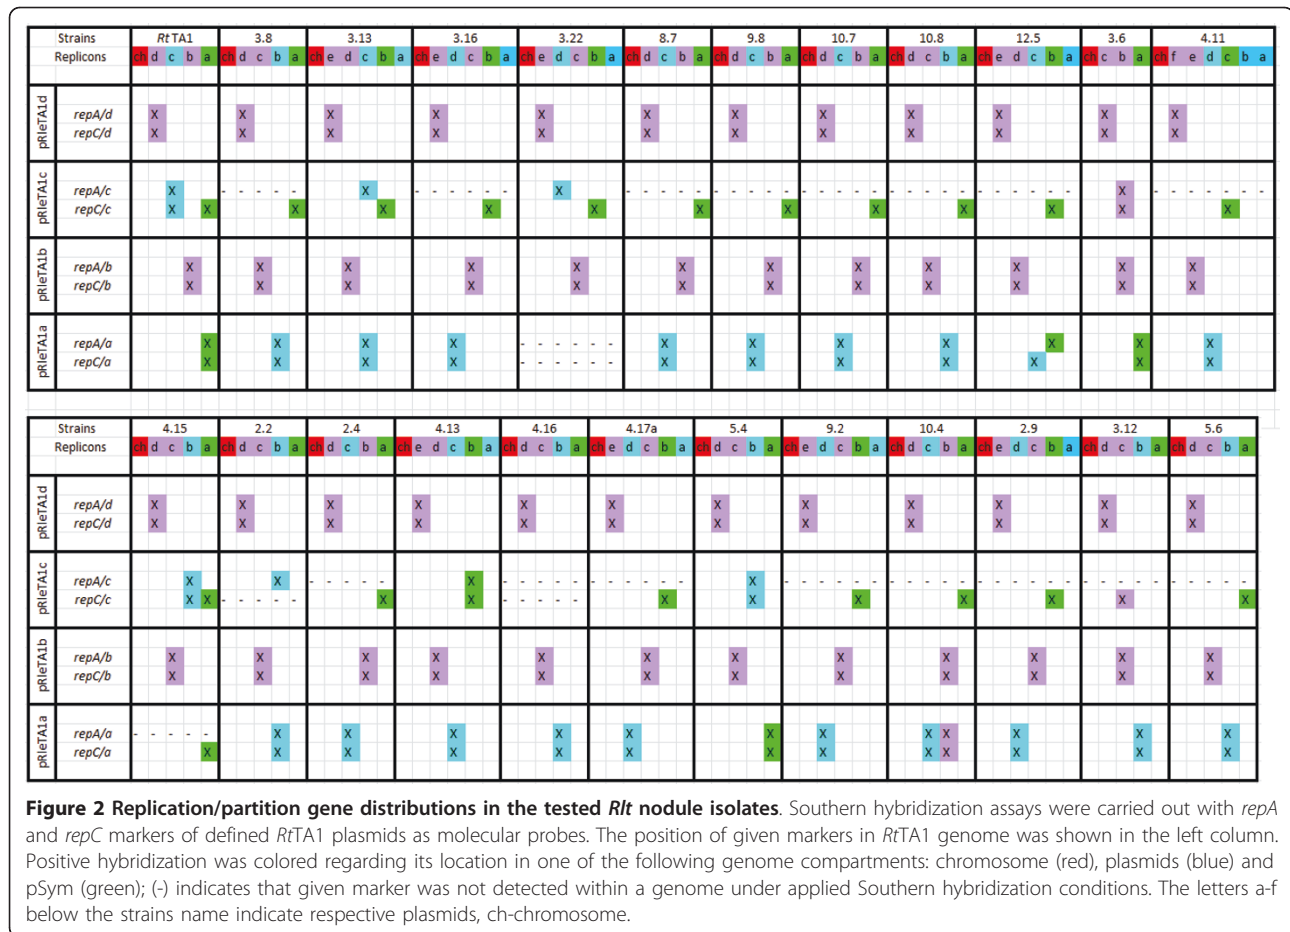 Strains RtTA1 3.8 3.13 3.16 3.22 8.7 9.8 10.7 10.8 12.5 3.6 4.11
Replicons ch d c b a ch d c b a ch e d c b a ch e d c b a ch e d c b a ch d c b a ch d c b a ch d c b a ch d c b a ch e d c b a ch c b a ch f e d c b a
pRleTA1d
repA/d X X X X X X X X X X X X
repC/d X X X X X X X X X X X X
pRleTA1c
repA/c X - - - - - X - - - - - - X - - - - - - - - - - - - - - - - - - - - - - - - - - X - - - - - - -
repC/c X X X X X X X X X X X X X
pRleTA1b
repA/b X X X X X X X X X X X X
repC/b X X X X X X X X X X X X
pRleTA1a
repA/a X X X X - - - - - - X X X X X X X
repC/a X X X X - - - - - - X X X X X X X
Strains 4.15 2.2 2.4 4.13 4.16 4.17a 5.4 9.2 10.4 2.9 3.12 5.6
Replicons ch d c b a ch d c b a ch d c b a ch e d c b a ch d c b a ch e d c b a ch d c b a ch e d c b a ch d c b a ch e d c b a ch d c b a ch d c b a
pRleTA1d
repA/d X X X X X X X X X X X X
repC/d X X X X X X X X X X X X
pRleTA1c
repA/c X X - - - - - X - - - - - - - - - - - X - - - - - - - - - - - - - - - - - - - - - - - - - - -
repC/c X X - - - - - X X - - - - - X X X X X X X
pRleTA1b
repA/b X X X X X X X X X X X X
repC/b X X X X X X X X X X X X
pRleTA1a
repA/a - - - - - X X X X X X X X X X X X
repC/a X X X X X X X X X X X X X
Figure 2 Replication/partition gene distributions in the tested Rlt nodule isolates. Southern hybridization assays were carried out with repA
and repC markers of defined RtTA1 plasmids as molecular probes. The position of given markers in RtTA1 genome was shown in the left column.
Positive hybridization was colored regarding its location in one of the following genome compartments: chromosome (red), plasmids (blue) and
pSym (green); (-) indicates that given marker was not detected within a genome under applied Southern hybridization conditions. The letters a-f
below the strains name indicate respective plasmids, ch-chromosome.